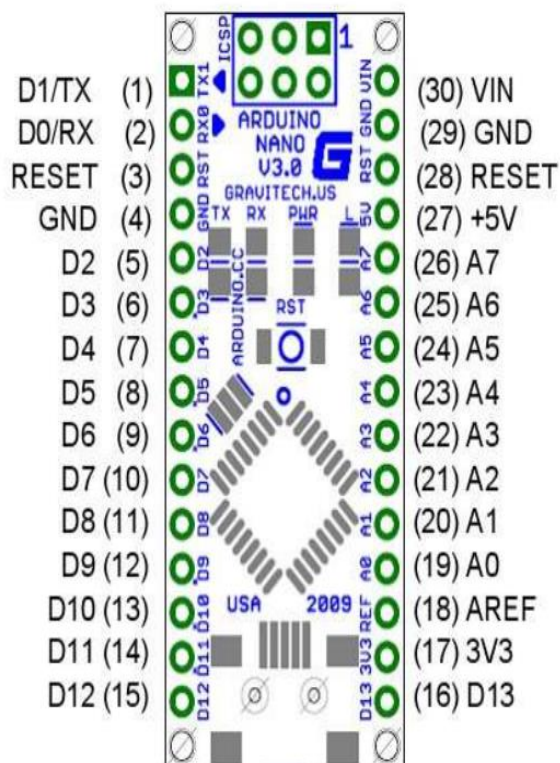 D1/TX (1)
D0/RX (2)
RESET (3)
GND (4)
D2 (5)
D3 (6)
D4 (7)
D5 (8)
D6 (9)
D7 (10)
D8 (11)
D9 (12)
D10 (13)
D11 (14)
D12 (15)
TX1
RX0
RST
GND
D2
D3
D4
D5
D6
D7
D8
D9
D10
D11
D12
ICSP
1
ARDUINO
NANO
V3.0
G
GRAVITECH.US
TX RX PWR L
ARDUINO.CC
RST
USA 2009
VIN
GND
RST
5V
A7
A6
A5
A4
A3
A2
A1
A0
REF
3V3
D13
(30) VIN
(29) GND
(28) RESET
(27) +5V
(26) A7
(25) A6
(24) A5
(23) A4
(22) A3
(21) A2
(20) A1
(19) A0
(18) AREF
(17) 3V3
(16) D13